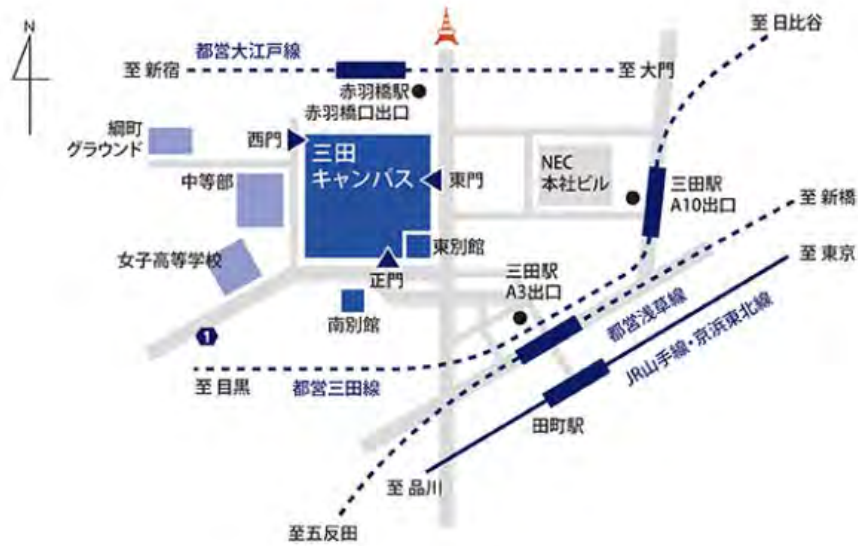 N
至 日比谷
都営大江戸線
至 新宿
至 大門
赤羽橋駅
赤羽橋口出口
綱町
グラウンド
西門
三田
キャンパス
東門
NEC
本社ビル
中等部
三田駅
A10出口
至 新橋
女子高等学校
東別館
正門
三田駅
A3出口
至 東京
南別館
1
都営浅草線
JR山手線・京浜東北線
至 目黒
都営三田線
田町駅
至 品川
至五反田